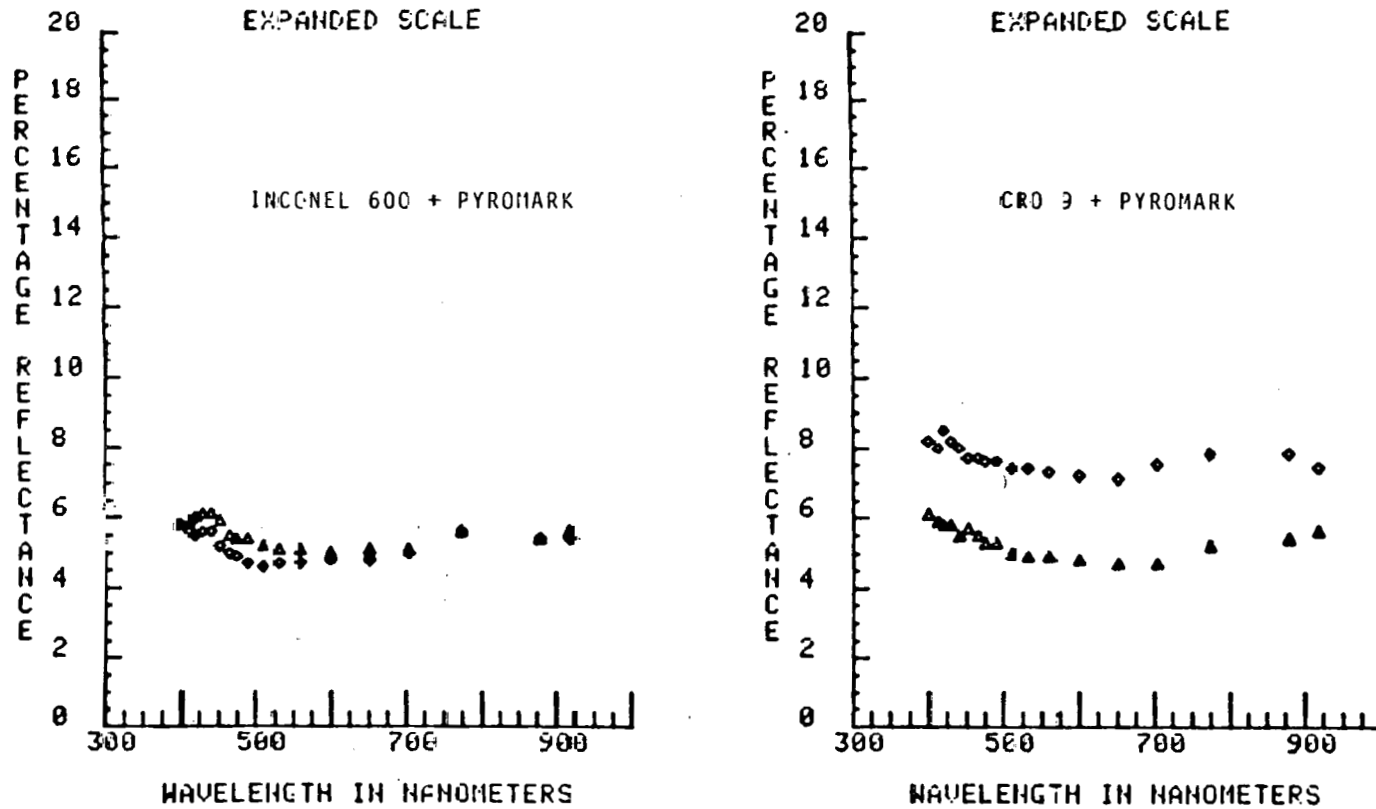 EXPANDED SCALE
PERCENTAGE REFLECTANCE
20
18
16
14
12
10
8
6
4
2
0
INCONEL 600 + PYROMARK
300 500 700 900
WAVELENGTH IN NANOMETERS
EXPANDED SCALE
PERCENTAGE REFLECTANCE
20
18
16
14
12
10
8
6
4
2
0
CRO 9 + PYROMARK
300 500 700 900
WAVELENGTH IN NANOMETERS